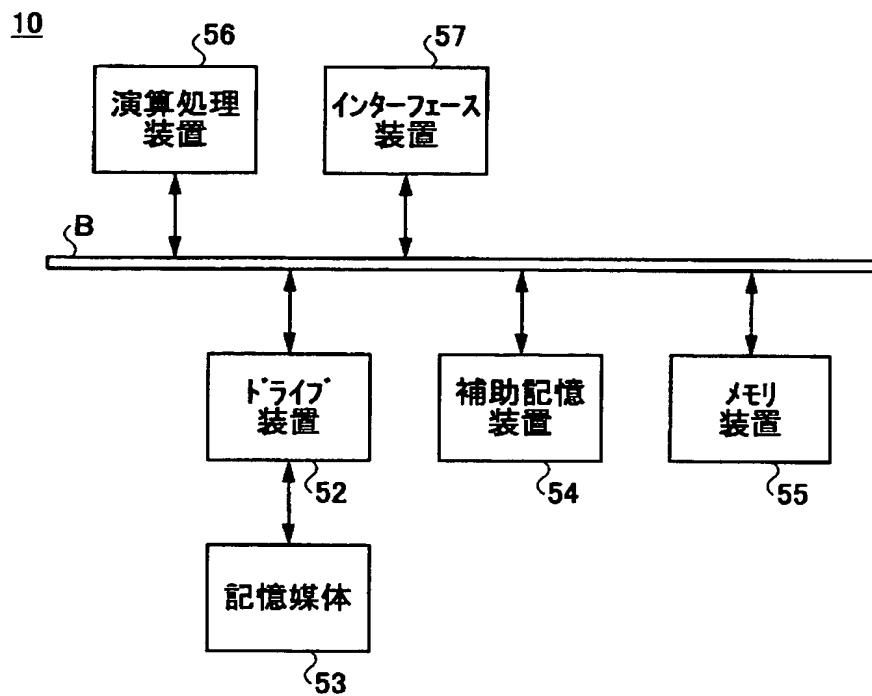 10
56
57
演算処理
装置
インターフェース
装置
B
ドライブ
装置
補助記憶
装置
メモリ
装置
52
54
55
記憶媒体
53